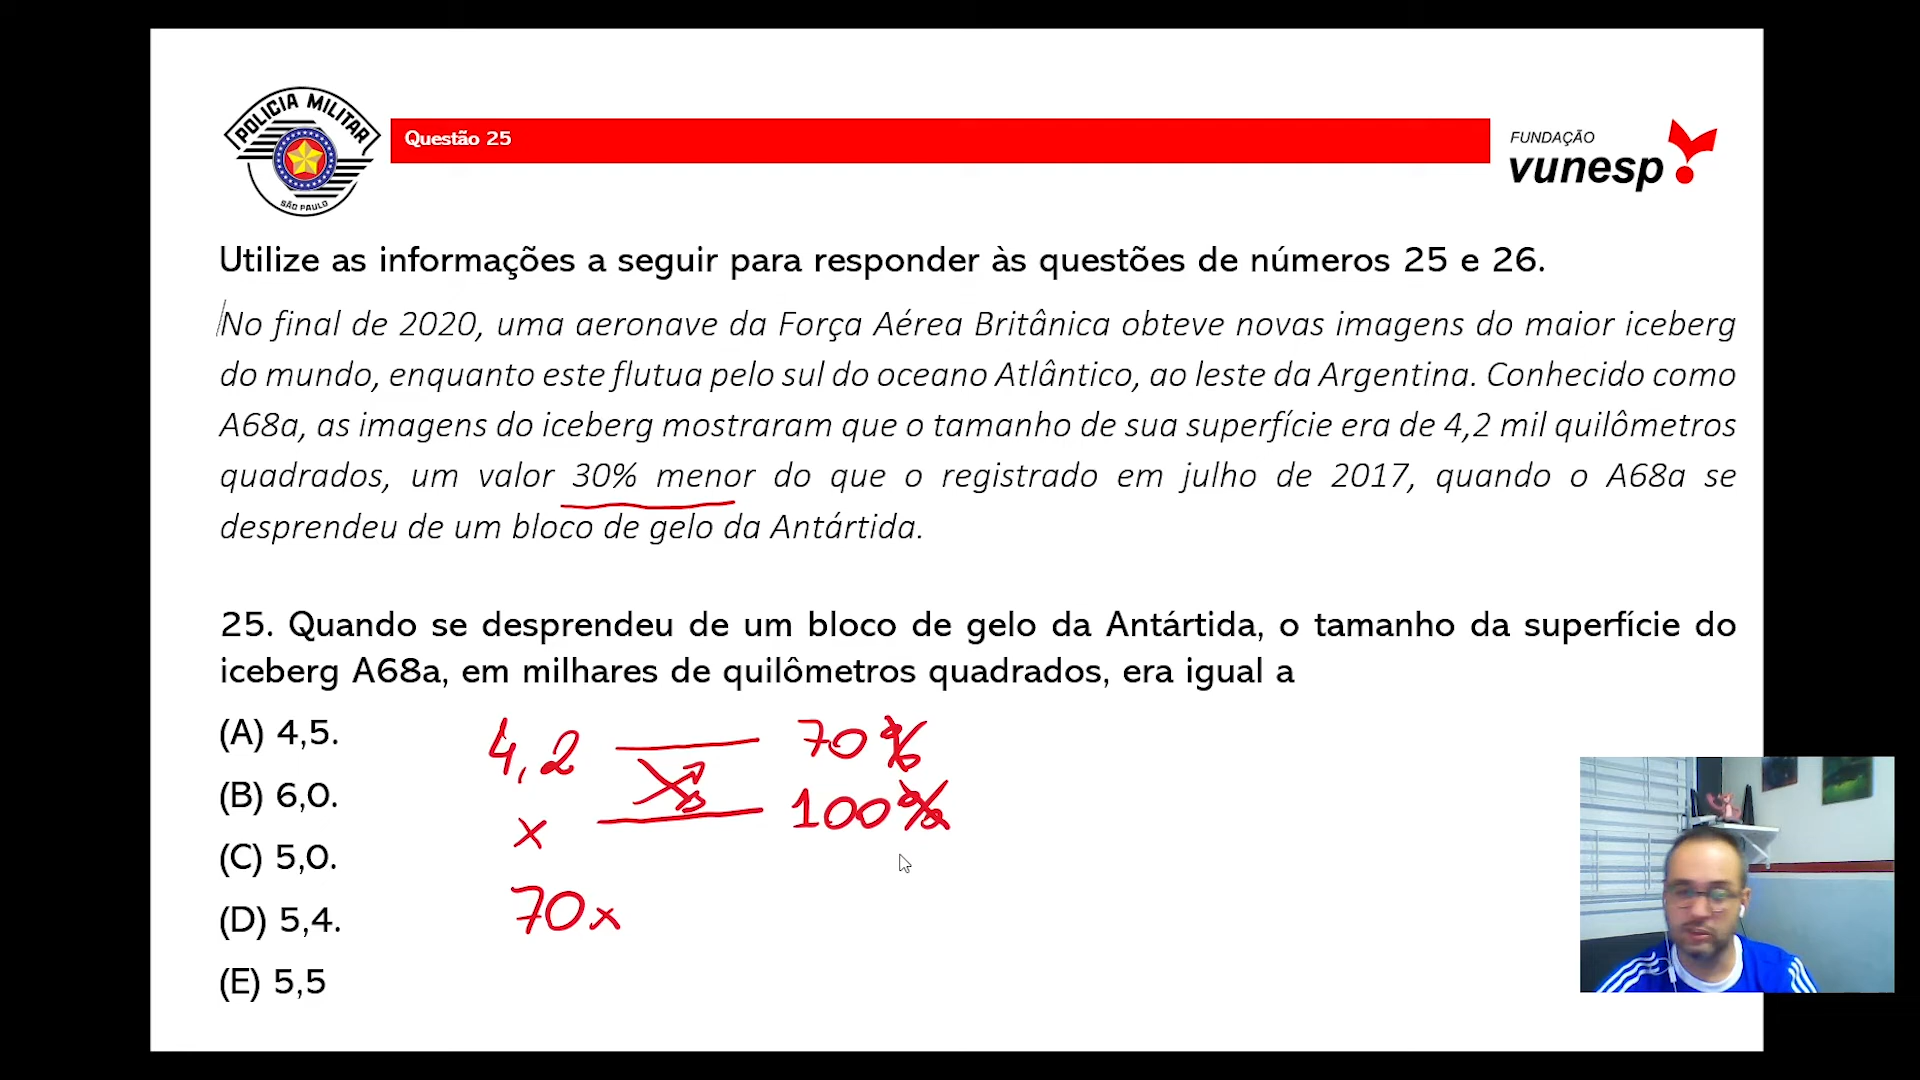 POLICIA MILITAR
SÃO PAULO
Questão 25
FUNDAÇÃO
vunesp
Utilize as informações a seguir para responder às questões de números 25 e 26.
No final de 2020, uma aeronave da Força Aérea Britânica obteve novas imagens do maior iceberg
do mundo, enquanto este flutua pelo sul do oceano Atlântico, ao leste da Argentina. Conhecido como
A68a, as imagens do iceberg mostraram que o tamanho de sua superfície era de 4,2 mil quilômetros
quadrados, um valor 30% menor do que o registrado em julho de 2017, quando o A68a se
desprendeu de um bloco de gelo da Antártida.
25. Quando se desprendeu de um bloco de gelo da Antártida, o tamanho da superfície do
iceberg A68a, em milhares de quilômetros quadrados, era igual a
(A) 4,5.
(B) 6,0.
(C) 5,0.
(D) 5,4.
(E) 5,5
4,2 70%
x 100%
70x